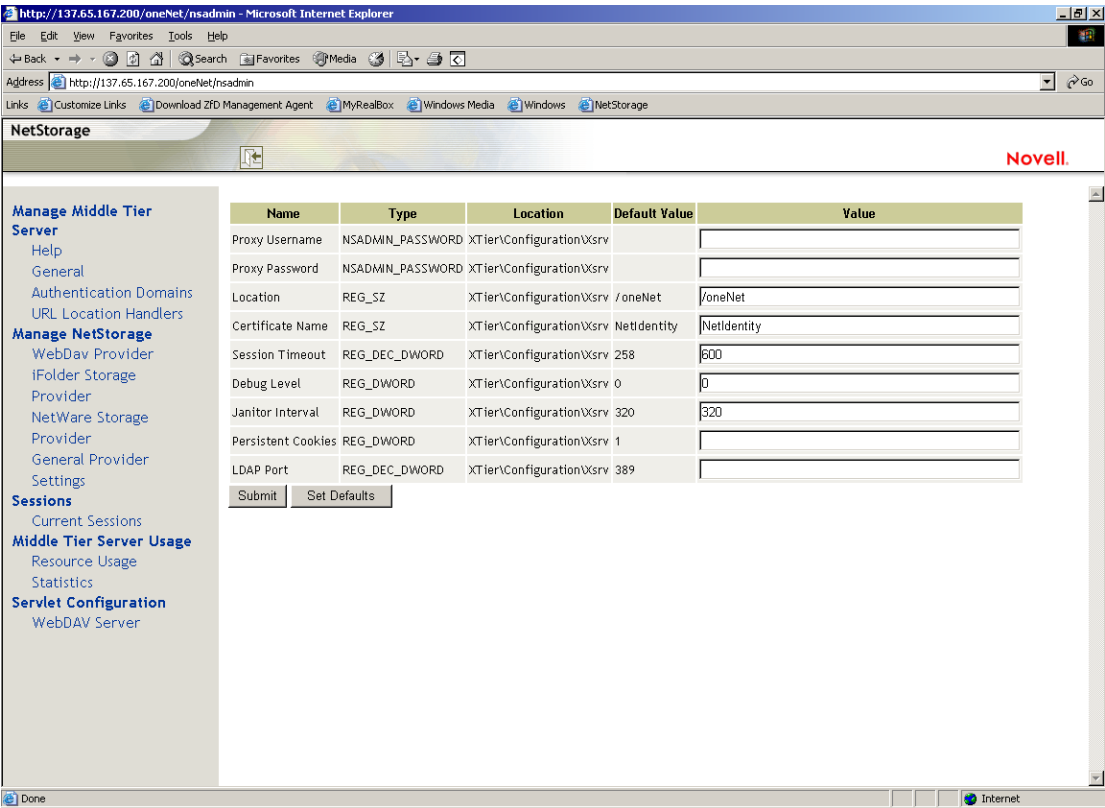 http://137.65.167.200/oneNet/nsadmin - Microsoft Internet Explorer
File Edit View Favorites Tools Help
Back Search Favorites Media
Address http://137.65.167.200/oneNet/nsadmin Go
Links Customize Links Download ZfD Management Agent MyRealBox Windows Media Windows NetStorage
NetStorage
Novell.
Manage Middle Tier
Server
Help
General
Authentication Domains
URL Location Handlers
Manage NetStorage
WebDav Provider
iFolder Storage
Provider
NetWare Storage
Provider
General Provider
Settings
Sessions
Current Sessions
Middle Tier Server Usage
Resource Usage
Statistics
Servlet Configuration
WebDAV Server
Name Type Location Default Value Value
Proxy Username NSADMIN_PASSWORD XTier\Configuration\Xsrv
Proxy Password NSADMIN_PASSWORD XTier\Configuration\Xsrv
Location REG_SZ XTier\Configuration\Xsrv /oneNet /oneNet
Certificate Name REG_SZ XTier\Configuration\Xsrv NetIdentity NetIdentity
Session Timeout REG_DEC_DWORD XTier\Configuration\Xsrv 258 600
Debug Level REG_DWORD XTier\Configuration\Xsrv 0 0
Janitor Interval REG_DWORD XTier\Configuration\Xsrv 320 320
Persistent Cookies REG_DWORD XTier\Configuration\Xsrv 1
LDAP Port REG_DEC_DWORD XTier\Configuration\Xsrv 389
Submit Set Defaults
Done Internet